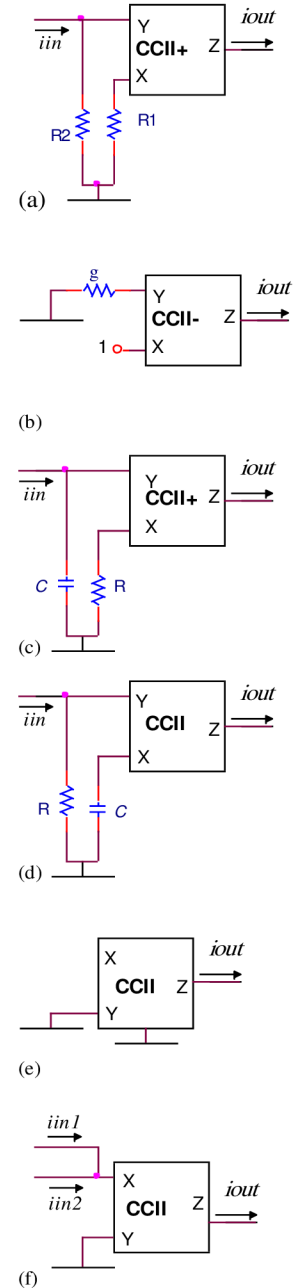 iout
Y
iin
CCII+
Z
X
R2
R1
(a)
g
iout
Y
CCII-
Z
1
X
(b)
iout
iin
Y
CCII+
Z
X
C
R
(c)
iout
iin
Y
CCII
Z
X
R
C
(d)
iout
X
CCII
Z
Y
(e)
iin1
iout
iin2
X
Z
CCII
Y
(f)